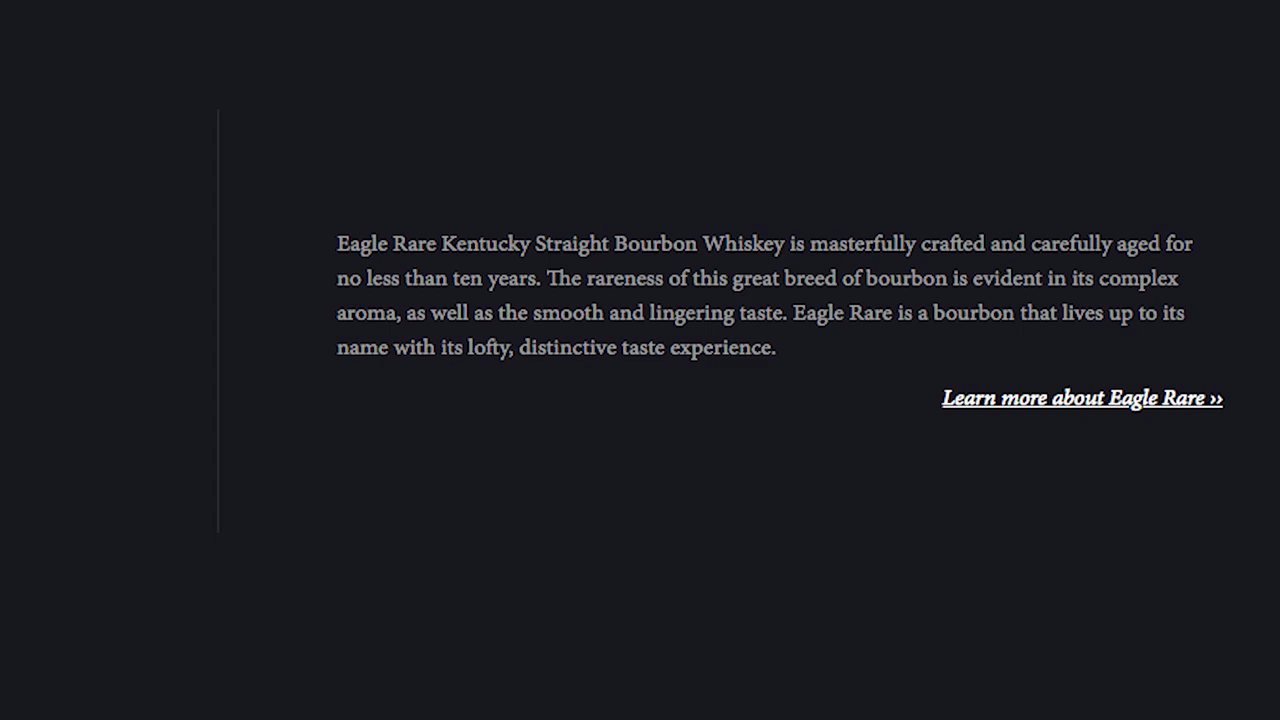 Eagle Rare Kentucky Straight Bourbon Whiskey is masterfully crafted and carefully aged for
no less than ten years. The rareness of this great breed of bourbon is evident in its complex
aroma, as well as the smooth and lingering taste. Eagle Rare is a bourbon that lives up to its
name with its lofty, distinctive taste experience.
Learn more about Eagle Rare ››